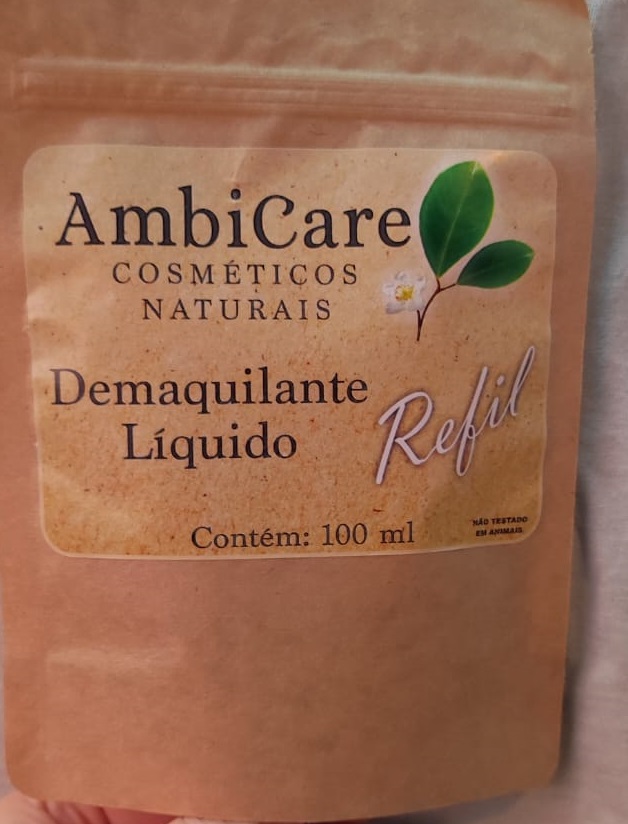 AmbiCare
COSMÉTICOS
NATURAIS
Demaquilante
Líquido
Refil
Contém: 100 ml
NÃO TESTADO
EM ANIMAIS